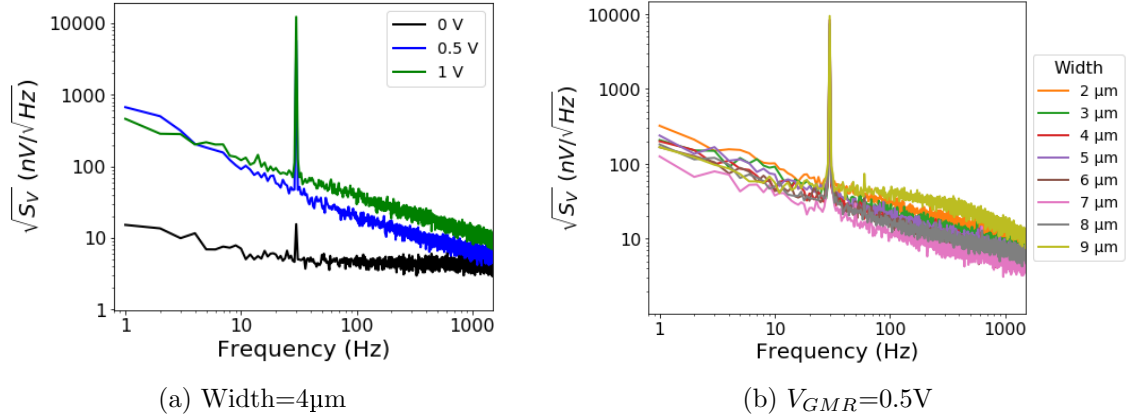 10000
1000
100
10
1
√S_V (nV/√Hz)
0 V
0.5 V
1 V
1 10 100 1000
Frequency (Hz)
(a) Width=4µm
10000
1000
100
10
√S_V (nV/√Hz)
1 10 100 1000
Frequency (Hz)
Width
2 µm
3 µm
4 µm
5 µm
6 µm
7 µm
8 µm
9 µm
(b) V_GMR=0.5V